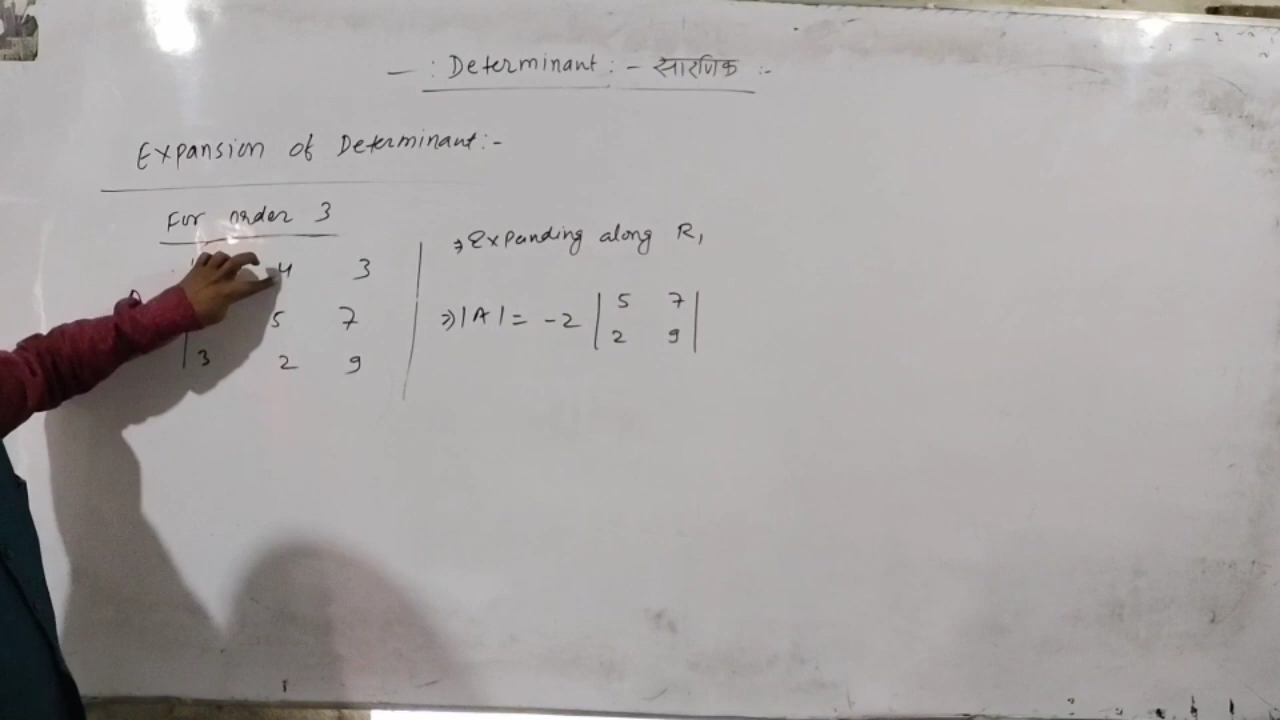 — : Determinant : - सारणिक :-
Expansion of Determinant:-
For order 3
⇒ Expanding along R₁
4 3
5 7
3 2 9
⇒ |A| = -2 | 5 7 |
| 2 9 |